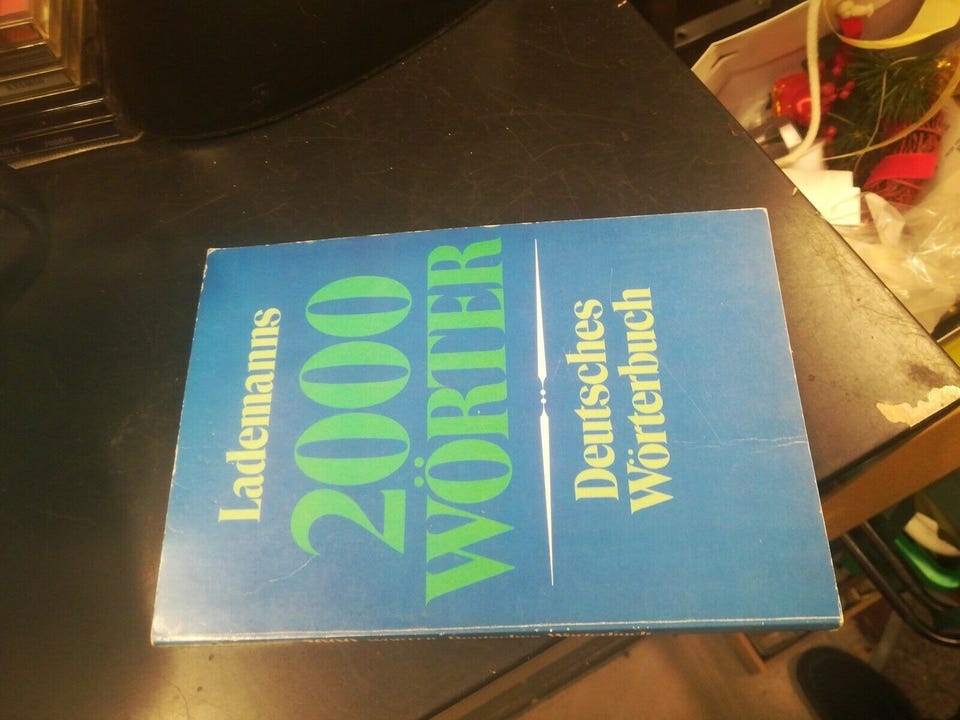 Lademanns
2000
WÖRTER
Deutsches
Wörterbuch